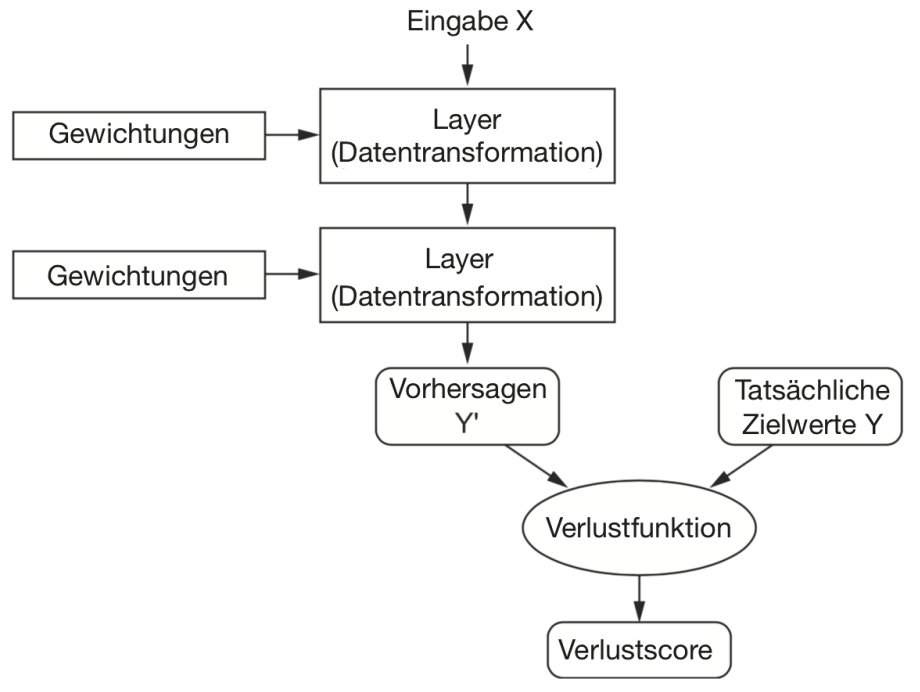 Eingabe X
Gewichtungen
Layer
(Datentransformation)
Gewichtungen
Layer
(Datentransformation)
Vorhersagen
Y'
Tatsächliche
Zielwerte Y
Verlustfunktion
Verlustscore